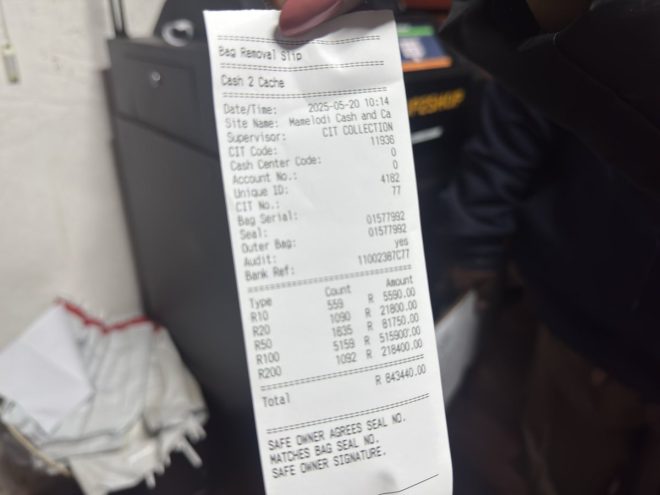 Bag Removal Slip
Cash 2 Cache
Date/Time: 2025-05-20 10:14
Site Name: Mamelodi Cash and Ca
Supervisor: CIT COLLECTION
CIT Code: 11936
Cash Center Code: 0
Account No.: 0
Unique ID: 4182
CIT No.: 77
Bag Serial:
Seal: 01577992
Outer Bag: 01577992
Audit: yes
Bank Ref: 11002387C77
Type Count Amount
R10 559 R 5590.00
R20 1090 R 21800.00
R50 1635 R 81750.00
R100 5159 R 515900.00
R200 1092 R 218400.00
Total R 843440.00
SAFE OWNER AGREES SEAL NO.
MATCHES BAG SEAL NO.
SAFE OWNER SIGNATURE.